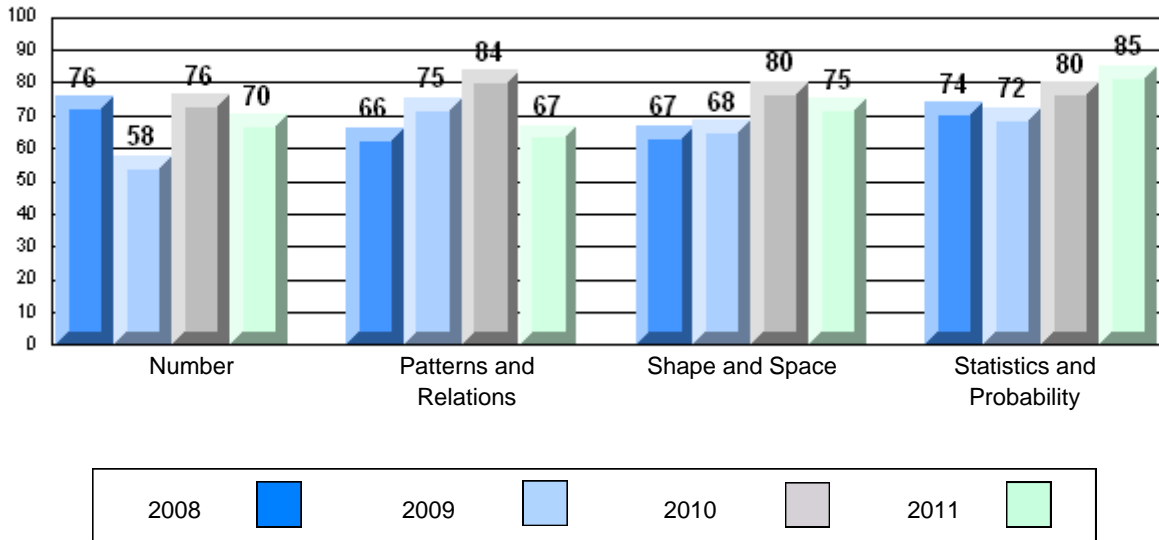 100
90
80
70
60
50
40
30
20
10
0
76 58 76 70
66 75 84 67
67 68 80 75
74 72 80 85
Number
Patterns and
Relations
Shape and Space
Statistics and
Probability
2008 2009 2010 2011